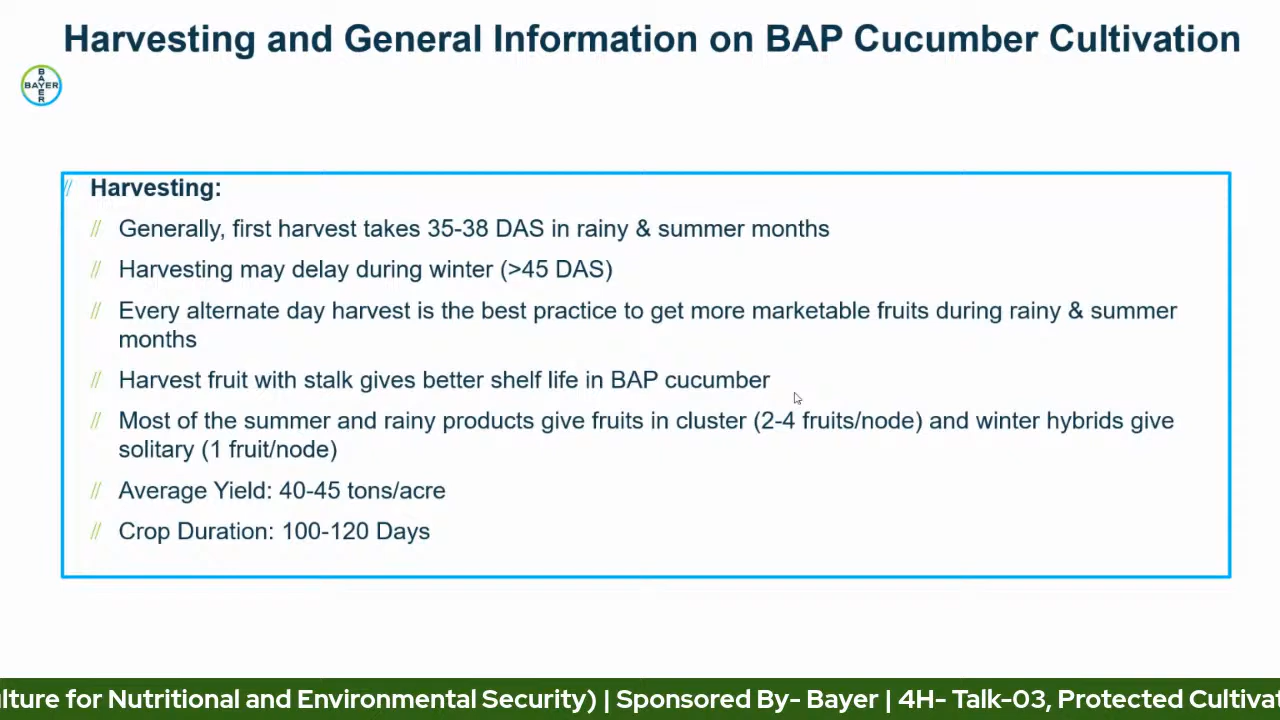 Harvesting and General Information on BAP Cucumber Cultivation
BAYER
BAYER
// Harvesting:
// Generally, first harvest takes 35-38 DAS in rainy & summer months
// Harvesting may delay during winter (>45 DAS)
// Every alternate day harvest is the best practice to get more marketable fruits during rainy & summer
months
// Harvest fruit with stalk gives better shelf life in BAP cucumber
// Most of the summer and rainy products give fruits in cluster (2-4 fruits/node) and winter hybrids give
solitary (1 fruit/node)
// Average Yield: 40-45 tons/acre
// Crop Duration: 100-120 Days
ulture for Nutritional and Environmental Security) | Sponsored By- Bayer | 4H- Talk-03, Protected Cultivat